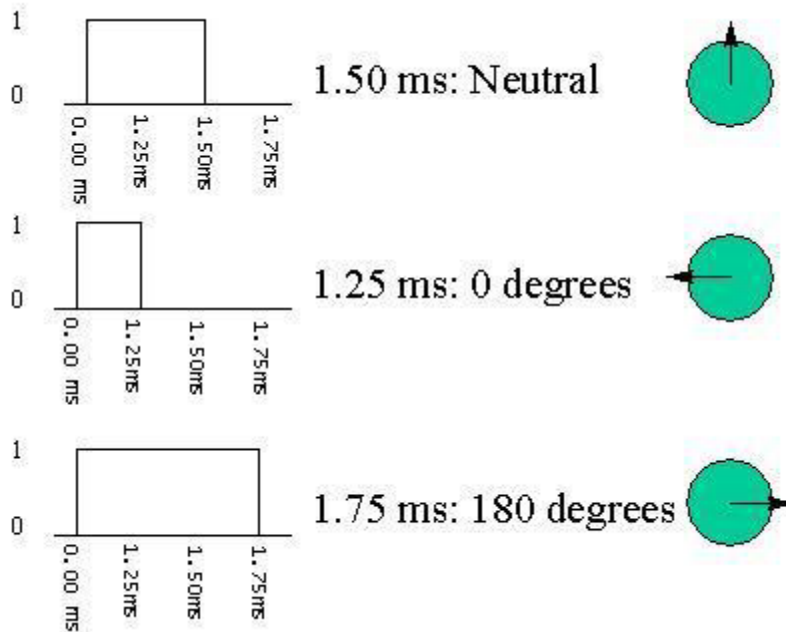 1
0
0.00 ms
1.25ms
1.50ms
1.75ms
1.50 ms: Neutral
1
0
0.00 ms
1.25ms
1.50ms
1.75ms
1.25 ms: 0 degrees
1
0
0.00 ms
1.25ms
1.50ms
1.75ms
1.75 ms: 180 degrees